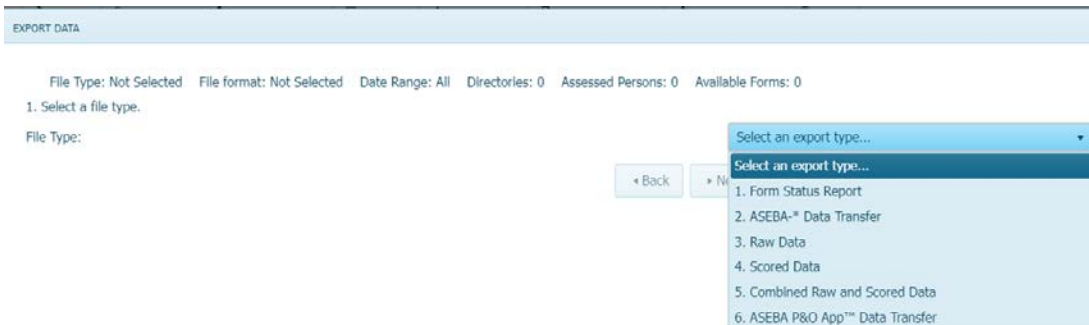 EXPORT DATA
File Type: Not Selected File format: Not Selected Date Range: All Directories: 0 Assessed Persons: 0 Available Forms: 0
1. Select a file type.
File Type:
Select an export type...
Select an export type...
Back
1. Form Status Report
2. ASEBA-* Data Transfer
3. Raw Data
4. Scored Data
5. Combined Raw and Scored Data
6. ASEBA P&O App™ Data Transfer